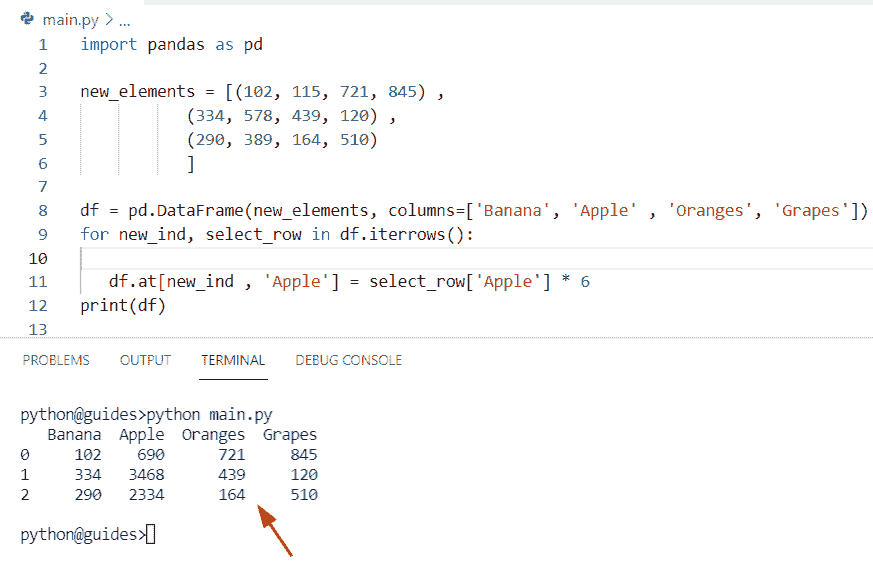 main.py > ...
1 import pandas as pd
2
3 new_elements = [(102, 115, 721, 845) ,
4 (334, 578, 439, 120) ,
5 (290, 389, 164, 510)
6 ]
7
8 df = pd.DataFrame(new_elements, columns=['Banana', 'Apple' , 'Oranges', 'Grapes'])
9 for new_ind, select_row in df.iterrows():
10
11 df.at[new_ind , 'Apple'] = select_row['Apple'] * 6
12 print(df)
13
PROBLEMS OUTPUT TERMINAL DEBUG CONSOLE
python@guides>python main.py
Banana Apple Oranges Grapes
0 102 690 721 845
1 334 3468 439 120
2 290 2334 164 510
python@guides>